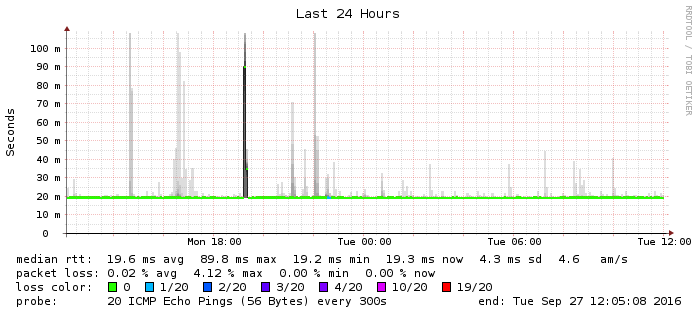 Last 24 Hours
RRDTOOL / TOBI OETIKER
Seconds
100 m
90 m
80 m
70 m
60 m
50 m
40 m
30 m
20 m
10 m
0
Mon 18:00 Tue 00:00 Tue 06:00 Tue 12:00
median rtt: 19.6 ms avg 89.8 ms max 19.2 ms min 19.3 ms now 4.3 ms sd 4.6 am/s
packet loss: 0.02 % avg 4.12 % max 0.00 % min 0.00 % now
loss color: 0 1/20 2/20 3/20 4/20 10/20 19/20
probe: 20 ICMP Echo Pings (56 Bytes) every 300s end: Tue Sep 27 12:05:08 2016